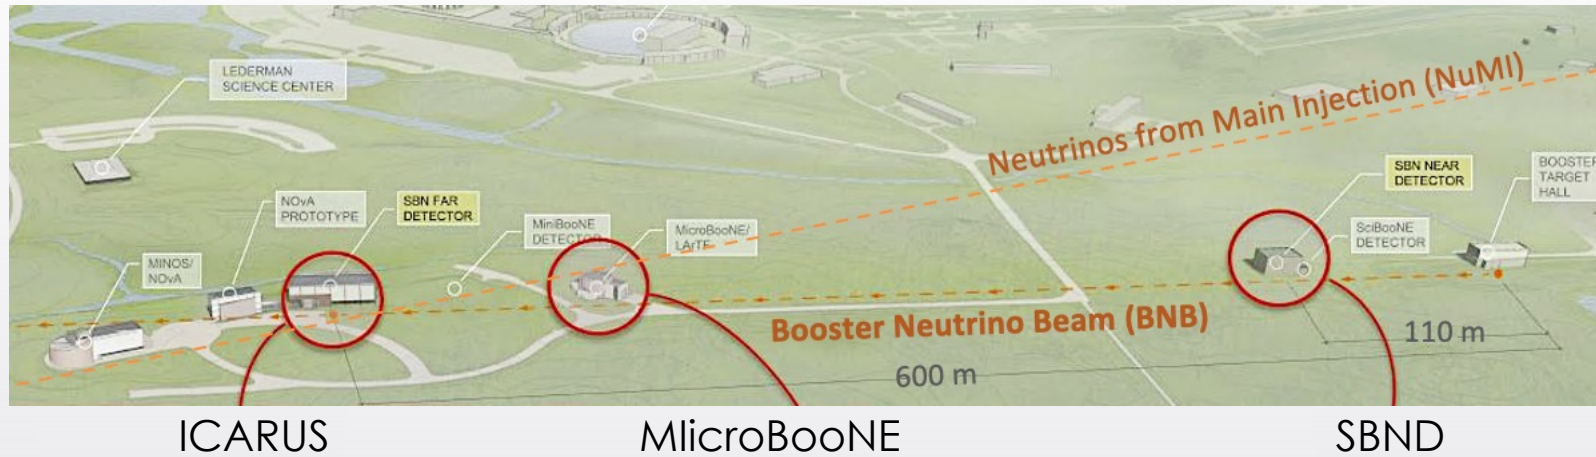 LEDERMAN
SCIENCE CENTER
Neutrinos from Main Injection (NuMI)
SBN NEAR
DETECTOR
BOOSTER
TARGET
HALL
NOvA
PROTOTYPE
SBN FAR
DETECTOR
MiniBooNE
DETECTOR
MicroBooNE/
LArTF
SciBooNE
DETECTOR
MINOS/
NOvA
Booster Neutrino Beam (BNB)
110 m
600 m
ICARUS
MlicroBooNE
SBND